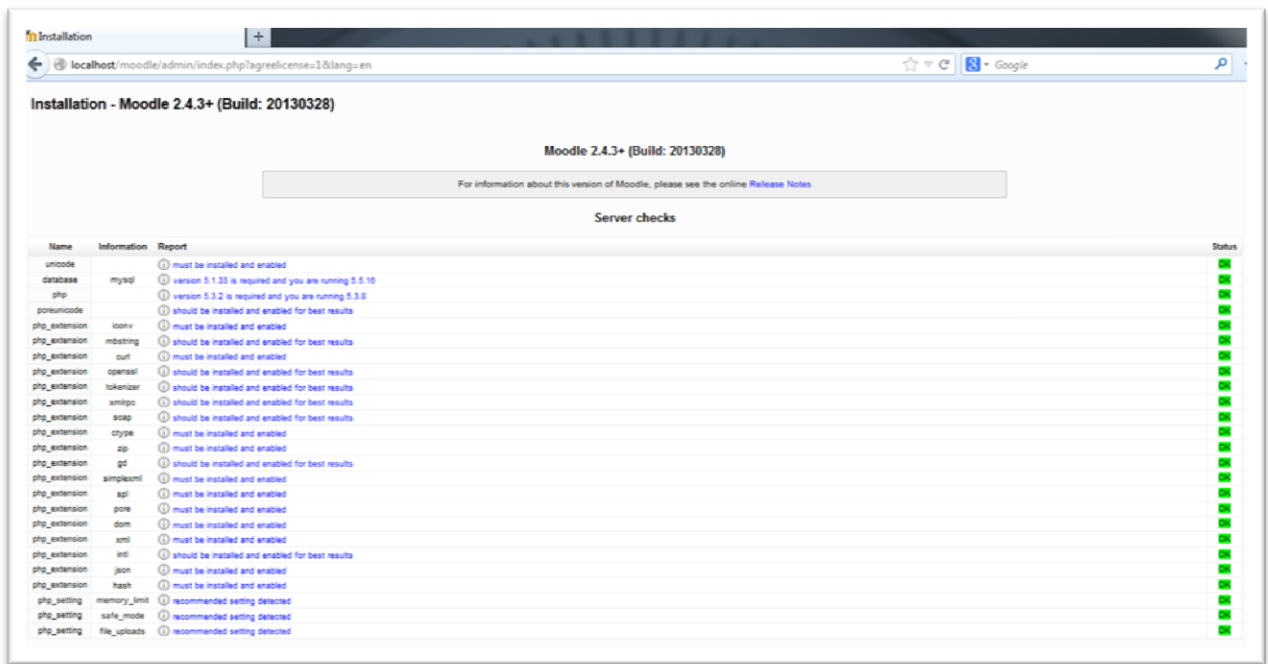 Installation
+
localhost/moodle/admin/index.php?agreelicense=1&lang=en
Google
Installation - Moodle 2.4.3+ (Build: 20130328)
Moodle 2.4.3+ (Build: 20130328)
For information about this version of Moodle, please see the online Release Notes
Server checks
Name Information Report Status
unicode must be installed and enabled OK
database mysql version 5.1.33 is required and you are running 5.5.16 OK
php version 5.3.2 is required and you are running 5.3.8 OK
pcreunicode should be installed and enabled for best results OK
php_extension iconv must be installed and enabled OK
php_extension mbstring should be installed and enabled for best results OK
php_extension curl must be installed and enabled OK
php_extension openssl should be installed and enabled for best results OK
php_extension tokenizer should be installed and enabled for best results OK
php_extension xmlrpc should be installed and enabled for best results OK
php_extension soap should be installed and enabled for best results OK
php_extension ctype must be installed and enabled OK
php_extension zip must be installed and enabled OK
php_extension gd should be installed and enabled for best results OK
php_extension simplexml must be installed and enabled OK
php_extension spl must be installed and enabled OK
php_extension pcre must be installed and enabled OK
php_extension dom must be installed and enabled OK
php_extension xml must be installed and enabled OK
php_extension intl should be installed and enabled for best results OK
php_extension json must be installed and enabled OK
php_extension hash must be installed and enabled OK
php_setting memory_limit recommended setting detected OK
php_setting safe_mode recommended setting detected OK
php_setting file_uploads recommended setting detected OK